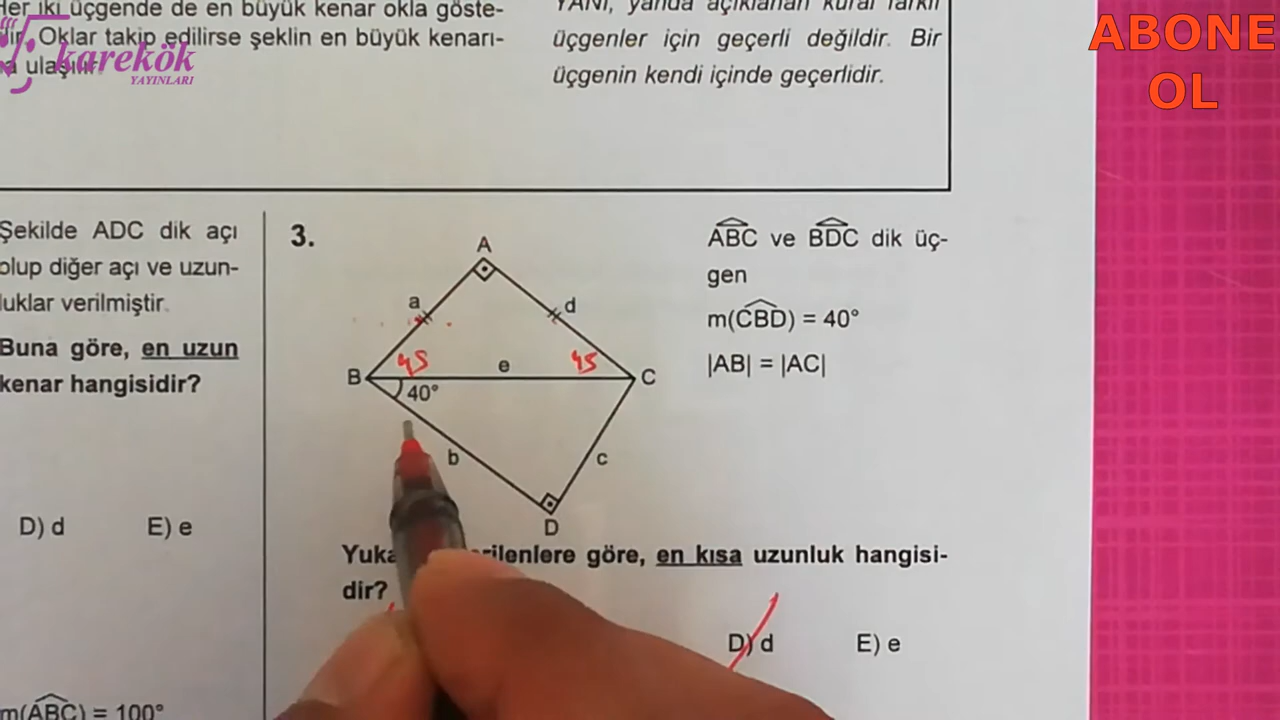 Her iki üçgende de en büyük kenar okla göste-
Oklar takip edilirse şeklin en büyük kenarı-
na ulaşılır
karekök
YAYINLARI
YANİ, yanda açıklanan kural farklı
üçgenler için geçerli değildir. Bir
üçgenin kendi içinde geçerlidir.
ABONE
OL
Şekilde ADC dik açı
olup diğer açı ve uzun-
luklar verilmiştir.
Buna göre, en uzun
kenar hangisidir?
D) d E) e
m(ABC) = 100°
3.
A
a
d
45
45
B
e
C
40°
b
c
D
ABC ve BDC dik üç-
gen
m(CBD) = 40°
|AB| = |AC|
göre, en kısa uzunluk hangisi-
dir?
D) d E) e